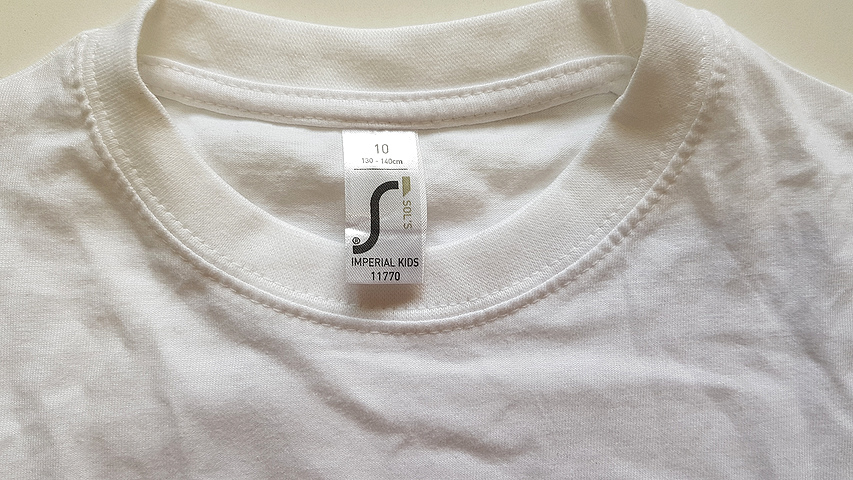 10
130 - 140cm
SOL'S
®
IMPERIAL KIDS
11770